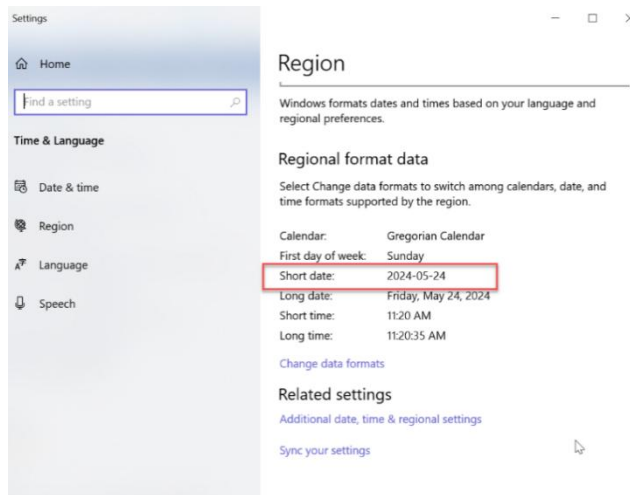 Settings
Home
Find a setting
Time & Language
Date & time
Region
Language
Speech
Region
Windows formats dates and times based on your language and
regional preferences.
Regional format data
Select Change data formats to switch among calendars, date, and
time formats supported by the region.
Calendar: Gregorian Calendar
First day of week: Sunday
Short date: 2024-05-24
Long date: Friday, May 24, 2024
Short time: 11:20 AM
Long time: 11:20:35 AM
Change data formats
Related settings
Additional date, time & regional settings
Sync your settings